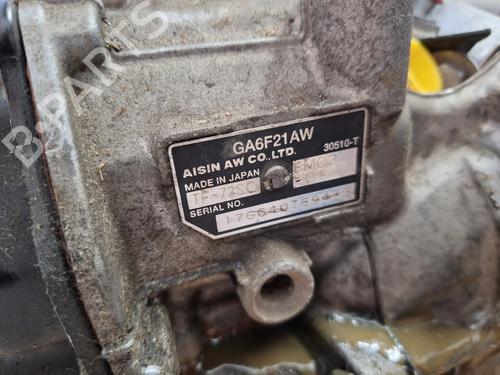 B-PARTS
GA6F21AW
AISIN AW CO.,LTD. 30510-T
MADE IN JAPAN
TF-72SC
SERIAL NO.